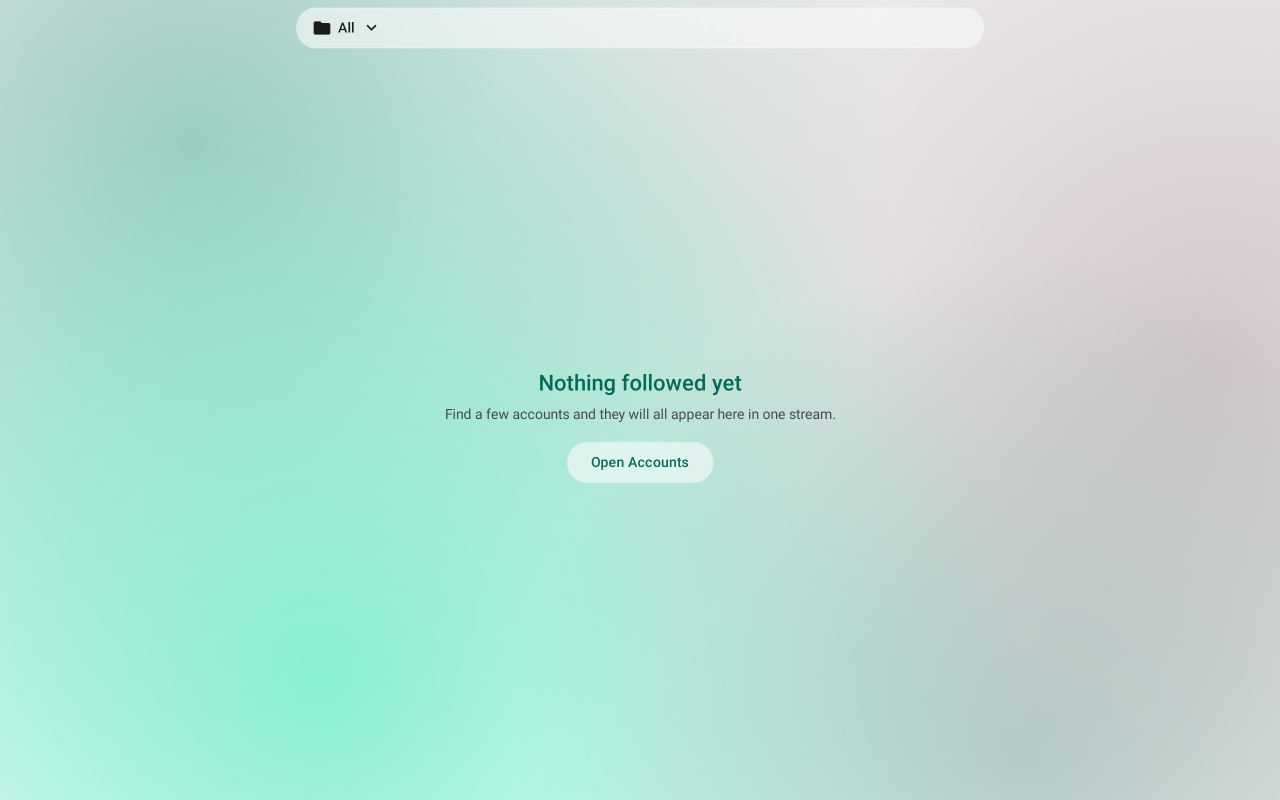 All
Nothing followed yet
Find a few accounts and they will all appear here in one stream.
Open Accounts